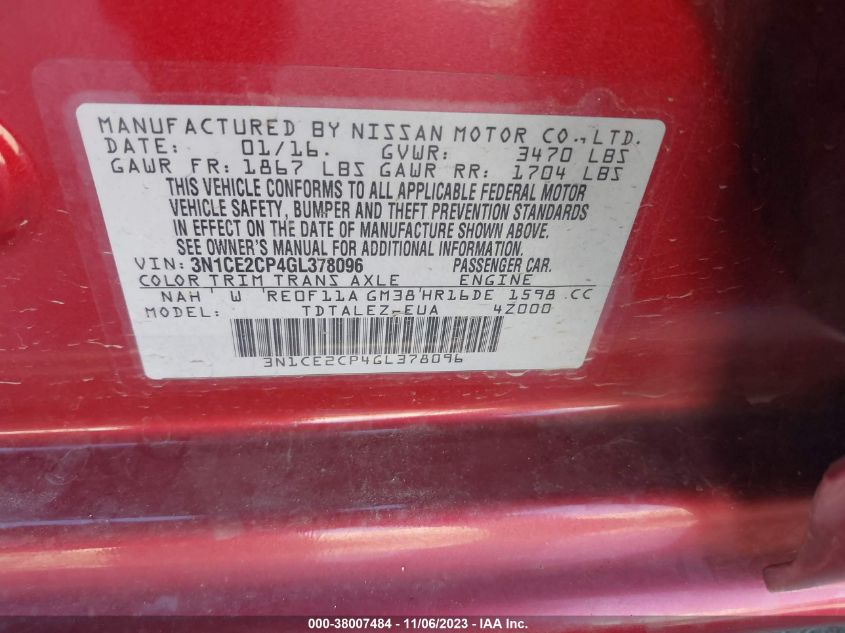 MANUFACTURED BY NISSAN MOTOR CO., LTD.
DATE: 01/16. GVWR: 3470 LBS
GAWR FR: 1867 LBS GAWR RR: 1704 LBS
THIS VEHICLE CONFORMS TO ALL APPLICABLE FEDERAL MOTOR
VEHICLE SAFETY, BUMPER AND THEFT PREVENTION STANDARDS
IN EFFECT ON THE DATE OF MANUFACTURE SHOWN ABOVE.
SEE OWNER'S MANUAL FOR ADDITIONAL INFORMATION.
VIN: 3N1CE2CP4GL378096 PASSENGER CAR.
COLOR TRIM TRANS AXLE ENGINE
NAH' W 'RE0F11A GM38'HR16DE 1598 CC
MODEL: TDTALEZ-EUA 4Z000
3N1CE2CP4GL378096
000-38007484 - 11/06/2023 - IAA Inc.